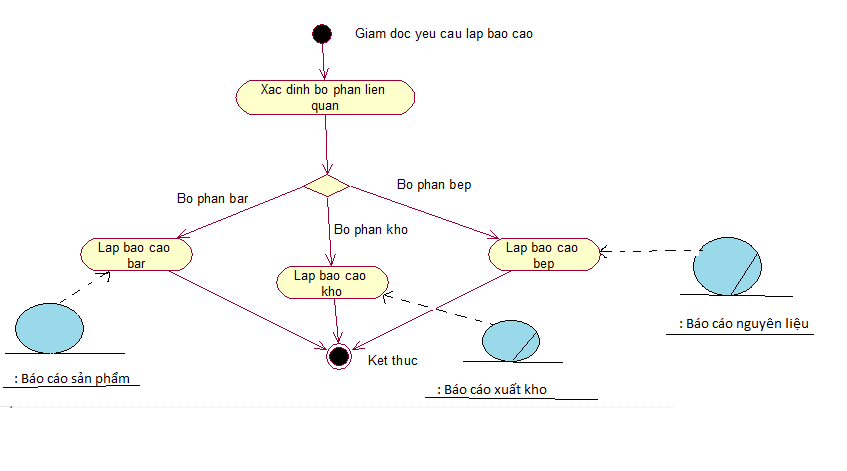 Giam doc yeu cau lap bao cao
Xac dinh bo phan lien
quan
Bo phan bar
Bo phan bep
Bo phan kho
Lap bao cao
bar
Lap bao cao
kho
Lap bao cao
bep
: Báo cáo nguyên liệu
Ket thuc
: Báo cáo sản phẩm
: Báo cáo xuất kho